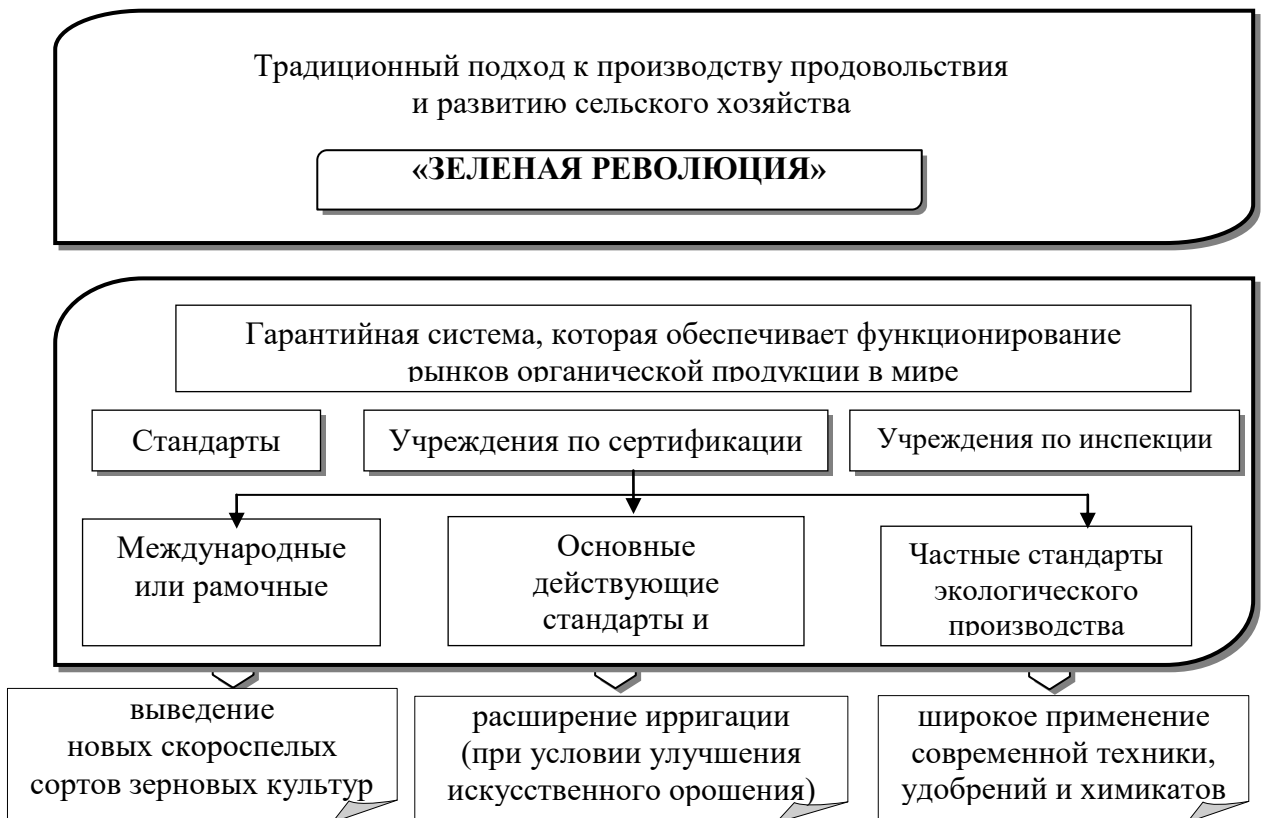 Традиционный подход к производству продовольствия
и развитию сельского хозяйства
«ЗЕЛЕНАЯ РЕВОЛЮЦИЯ»
Гарантийная система, которая обеспечивает функционирование
рынков органической продукции в мире
Стандарты
Учреждения по сертификации
Учреждения по инспекции
Международные
или рамочные
Основные
действующие
стандарты и
Частные стандарты
экологического
производства
выведение
новых скороспелых
сортов зерновых культур
расширение ирригации
(при условии улучшения
искусственного орошения)
широкое применение
современной техники,
удобрений и химикатов